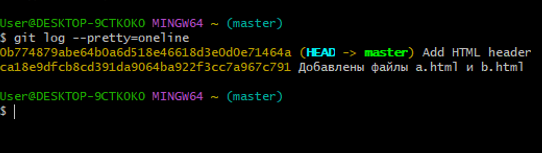 User@DESKTOP-9CTKOKO MINGW64 ~ (master)
$ git log --pretty=oneline
0b774879abe64b0a6d518e46618d3e0d0e71464a (HEAD -> master) Add HTML header
ca18e9dfcb8cd391da9064ba922f3cc7a967c791 Добавлены файлы a.html и b.html
User@DESKTOP-9CTKOKO MINGW64 ~ (master)
$